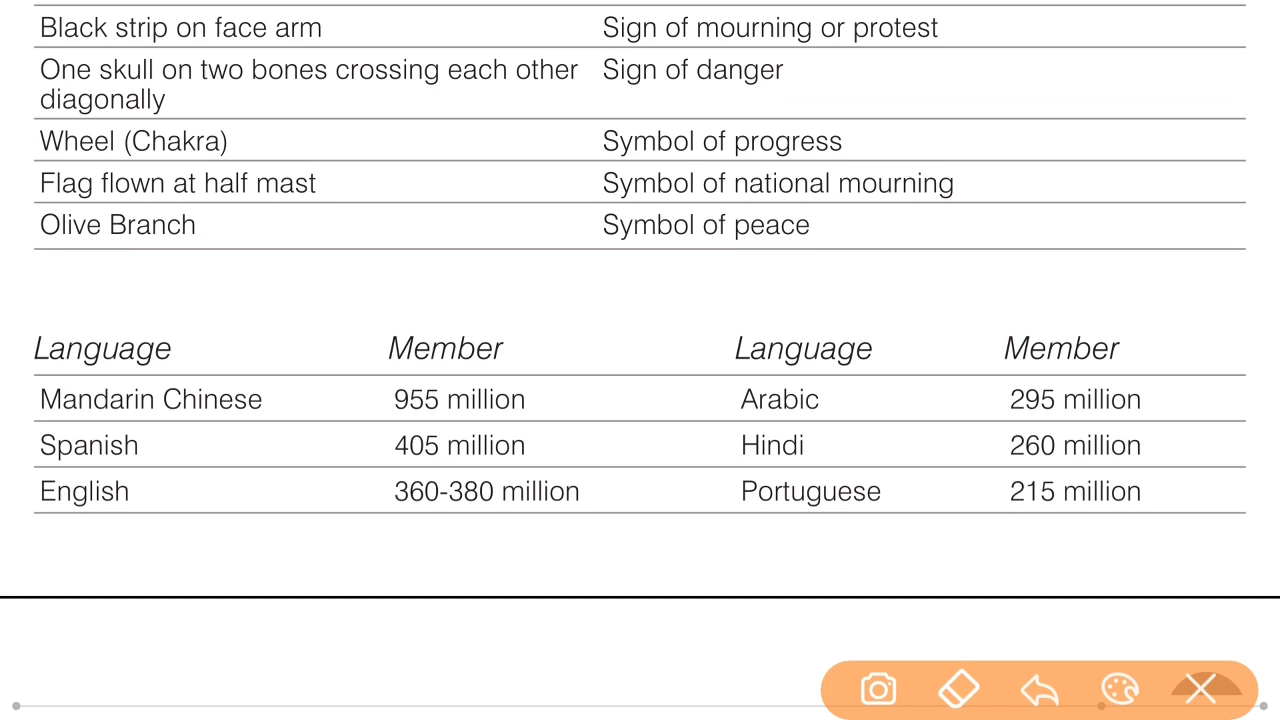 Black strip on face arm Sign of mourning or protest
One skull on two bones crossing each other Sign of danger
diagonally
Wheel (Chakra) Symbol of progress
Flag flown at half mast Symbol of national mourning
Olive Branch Symbol of peace
Language Member Language Member
Mandarin Chinese 955 million Arabic 295 million
Spanish 405 million Hindi 260 million
English 360-380 million Portuguese 215 million